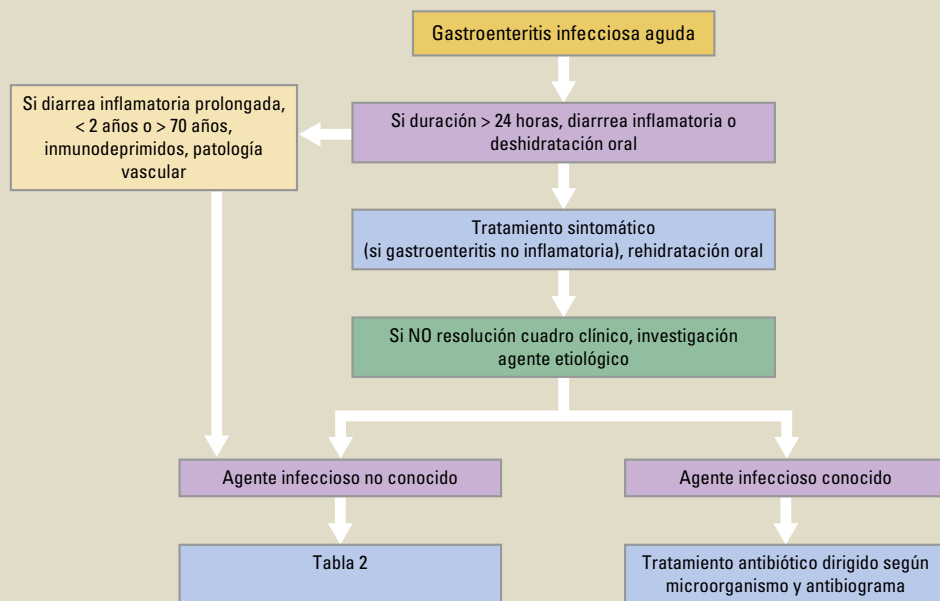 Gastroenteritis infecciosa aguda
Si diarrea inflamatoria prolongada,
< 2 años o > 70 años,
inmunodeprimidos, patología
vascular
Si duración > 24 horas, diarrrea inflamatoria o
deshidratación oral
Tratamiento sintomático
(si gastroenteritis no inflamatoria), rehidratación oral
Si NO resolución cuadro clínico, investigación
agente etiológico
Agente infeccioso no conocido
Agente infeccioso conocido
Tabla 2
Tratamiento antibiótico dirigido según
microorganismo y antibiograma